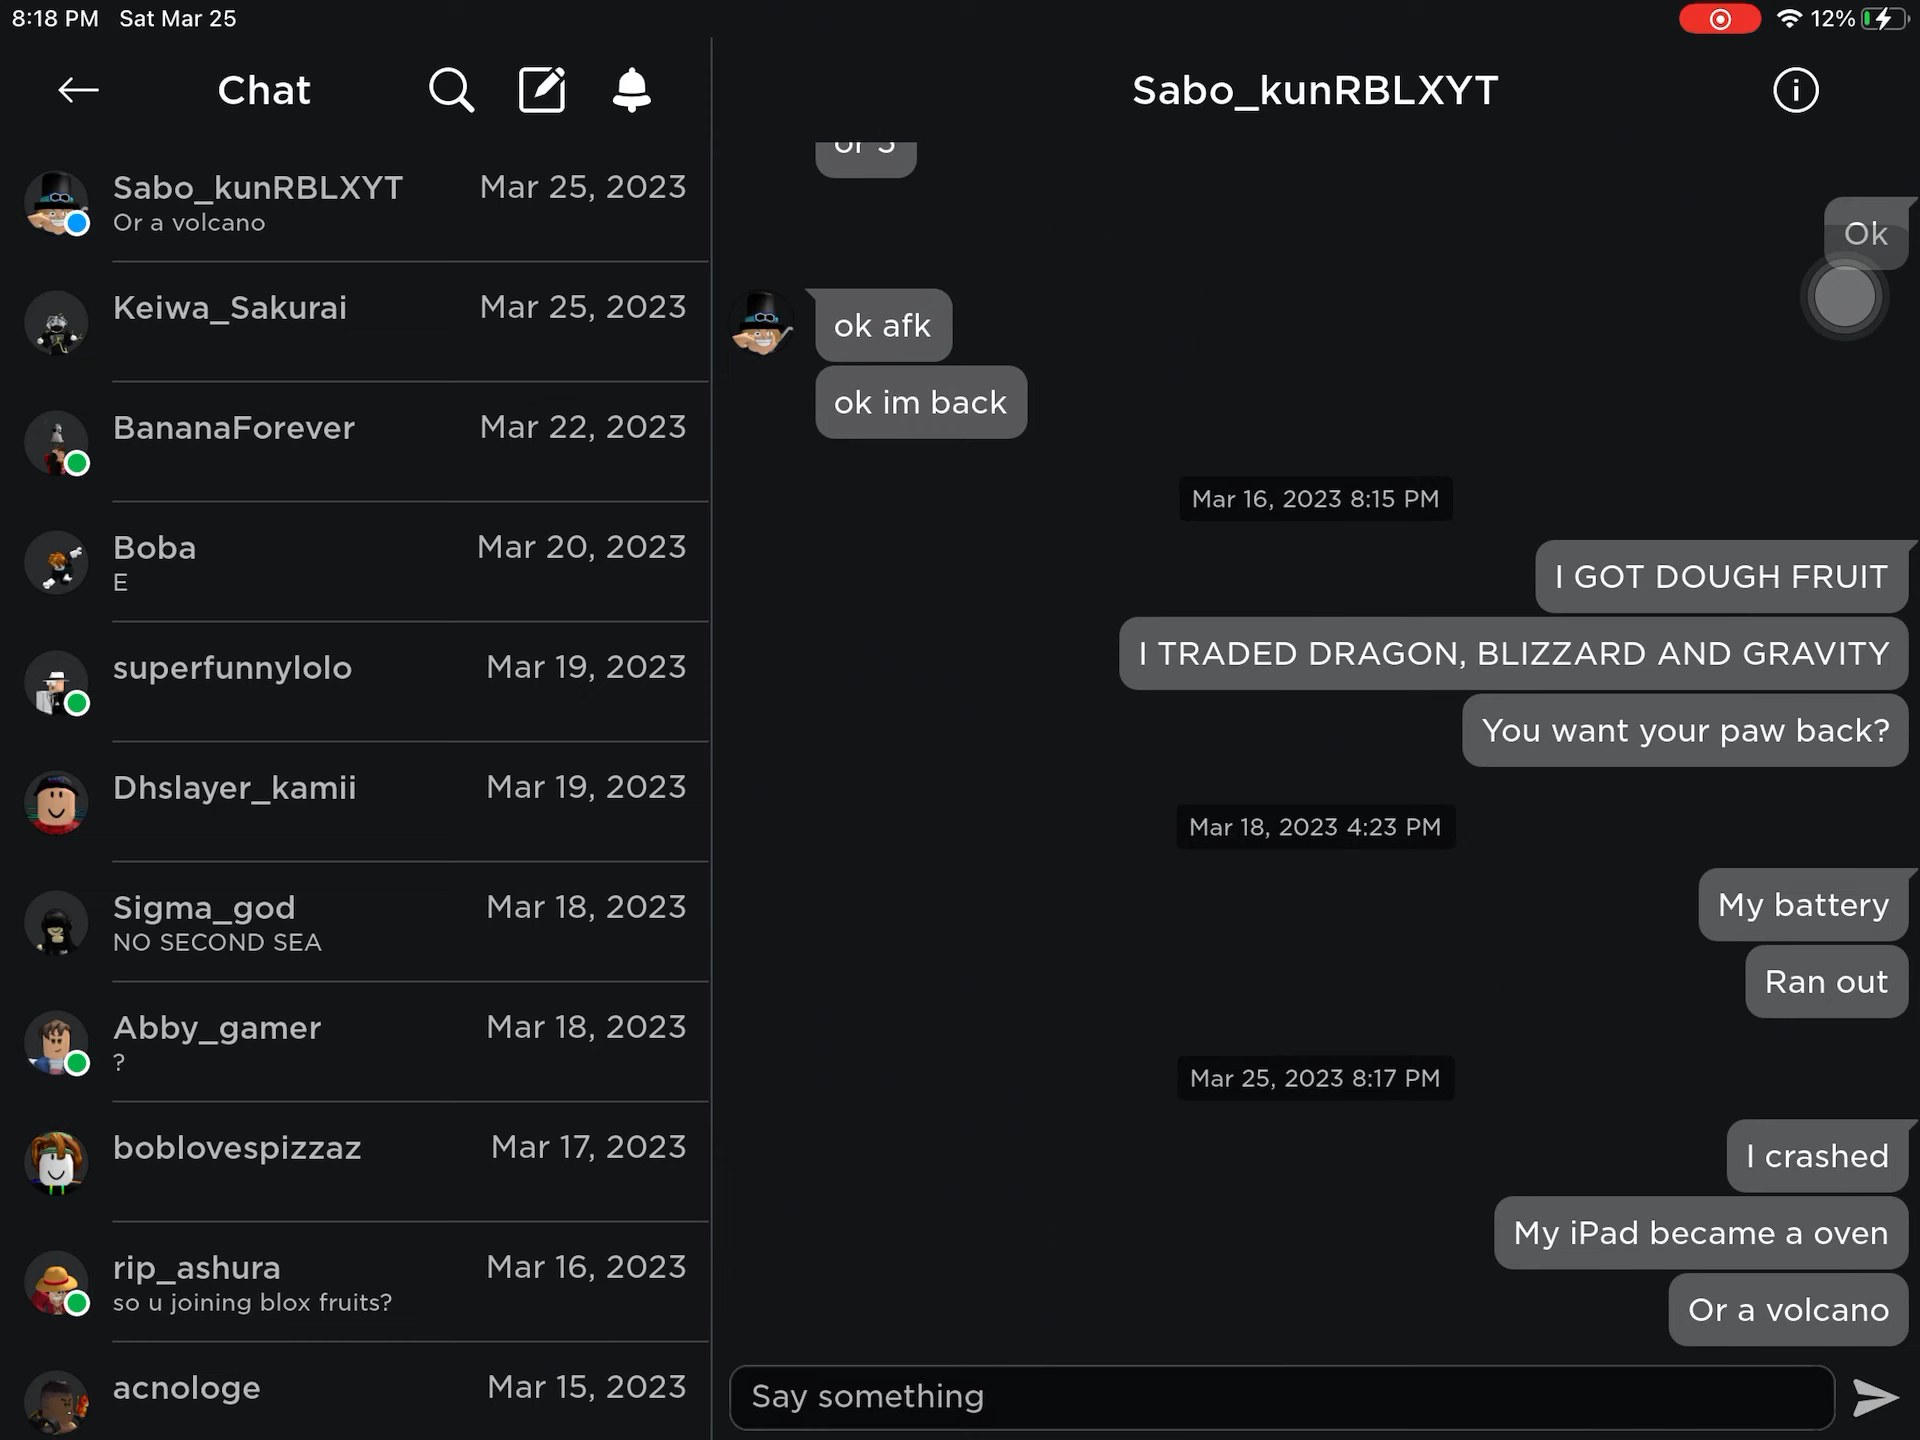 8:18 PM Sat Mar 25
12%
Chat
Sabo_kunRBLXYT Mar 25, 2023
Or a volcano
Keiwa_Sakurai Mar 25, 2023
BananaForever Mar 22, 2023
Boba Mar 20, 2023
E
superfunnylolo Mar 19, 2023
Dhslayer_kamii Mar 19, 2023
Sigma_god Mar 18, 2023
NO SECOND SEA
Abby_gamer Mar 18, 2023
?
boblovespizzaz Mar 17, 2023
rip_ashura Mar 16, 2023
so u joining blox fruits?
acnologe Mar 15, 2023
Sabo_kunRBLXYT
or
Ok
ok afk
ok im back
Mar 16, 2023 8:15 PM
I GOT DOUGH FRUIT
I TRADED DRAGON, BLIZZARD AND GRAVITY
You want your paw back?
Mar 18, 2023 4:23 PM
My battery
Ran out
Mar 25, 2023 8:17 PM
I crashed
My iPad became a oven
Or a volcano
Say something